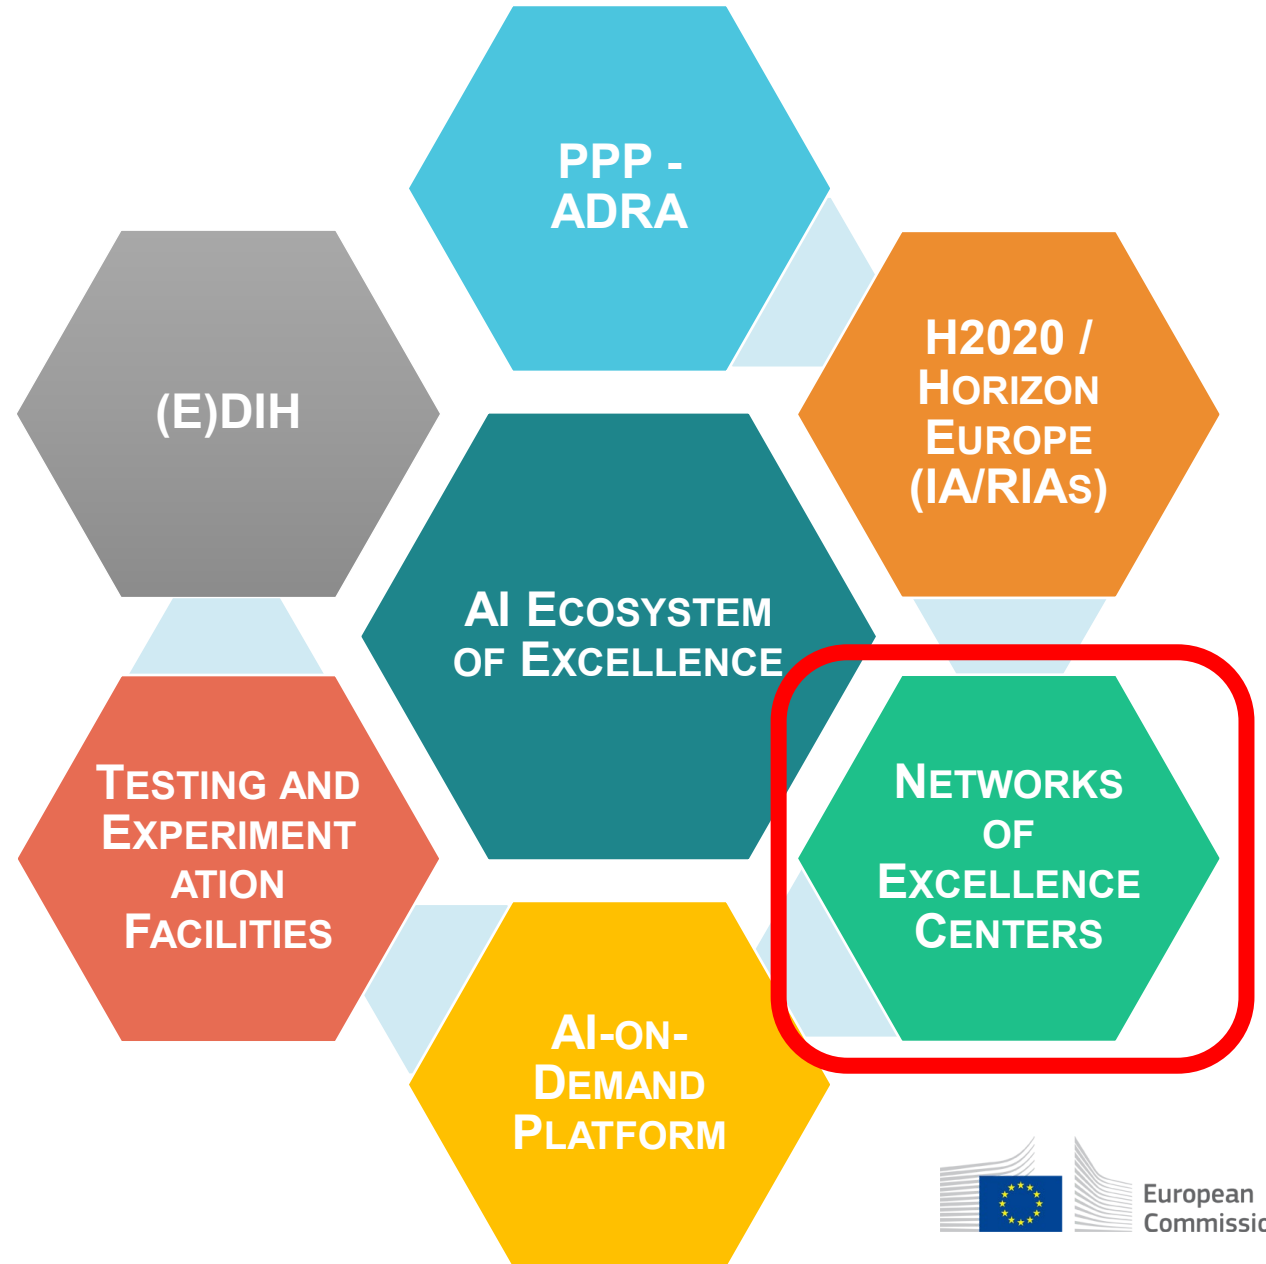 PPP -
ADRA
(E)DIH
H2020 /
HORIZON
EUROPE
(IA/RIAS)
AI ECOSYSTEM
OF EXCELLENCE
TESTING AND
EXPERIMENT
ATION
FACILITIES
NETWORKS
OF
EXCELLENCE
CENTERS
AI-ON-
DEMAND
PLATFORM
European
Commissio